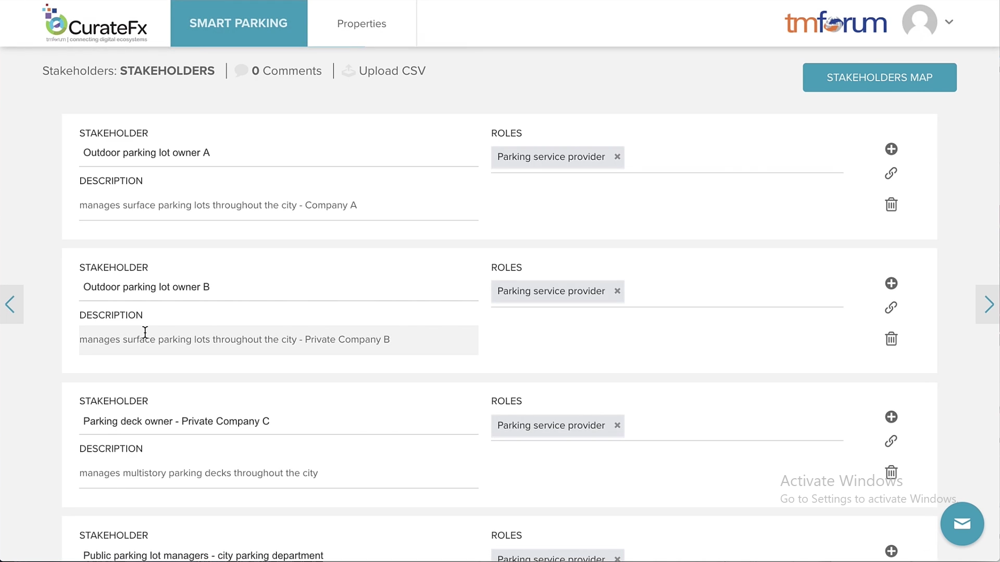 CurateFx
tmforum | connecting digital ecosystems
SMART PARKING
Properties
tmforum
Stakeholders: STAKEHOLDERS
0 Comments
Upload CSV
STAKEHOLDERS MAP
STAKEHOLDER
Outdoor parking lot owner A
ROLES
Parking service provider ×
DESCRIPTION
manages surface parking lots throughout the city - Company A
STAKEHOLDER
Outdoor parking lot owner B
ROLES
Parking service provider ×
DESCRIPTION
manages surface parking lots throughout the city - Private Company B
STAKEHOLDER
Parking deck owner - Private Company C
ROLES
Parking service provider ×
DESCRIPTION
manages multistory parking decks throughout the city
Activate Windows
Go to Settings to activate Windows.
STAKEHOLDER
Public parking lot managers - city parking department
ROLES
Parking service provider ×